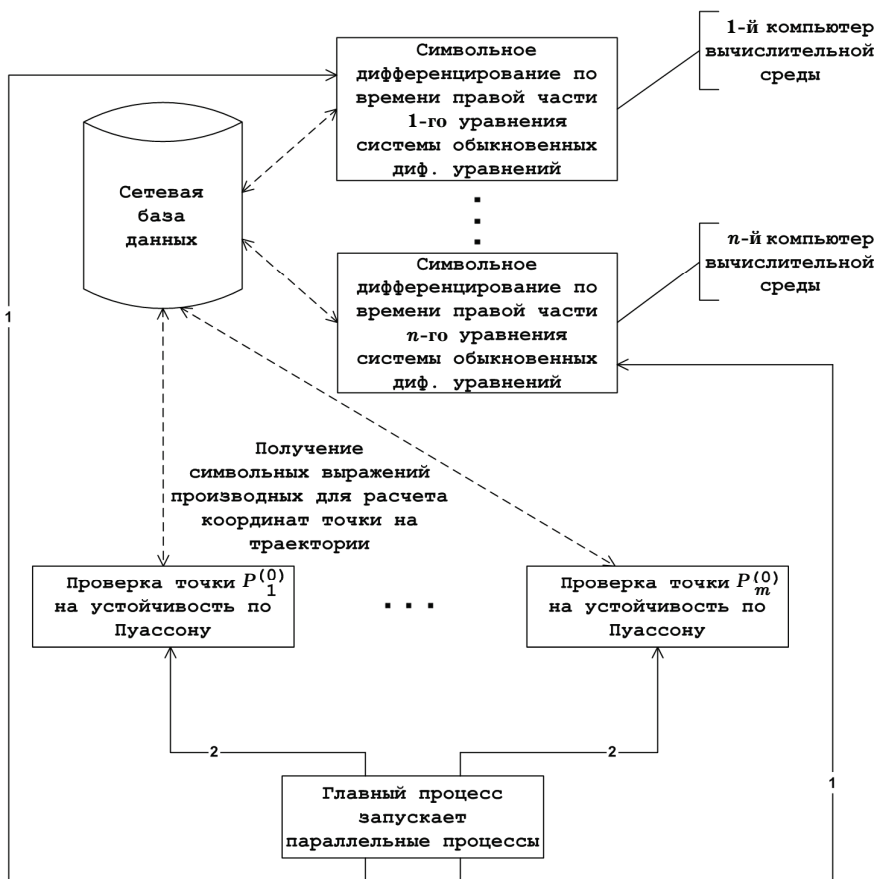 Символьное
дифференцирование по
времени правой части
1-го уравнения
системы обыкновенных
диф. уравнений
1-й компьютер
вычислительной
среды
Сетевая
база
данных
Символьное
дифференцирование по
времени правой части
n-го уравнения
системы обыкновенных
диф. уравнений
n-й компьютер
вычислительной
среды
1
Получение
символьных выражений
производных для расчета
координат точки на
траектории
Проверка точки P_1^{(0)}
на устойчивость по
Пуассону
. . .
Проверка точки P_m^{(0)}
на устойчивость по
Пуассону
2
2
1
Главный процесс
запускает
параллельные процессы